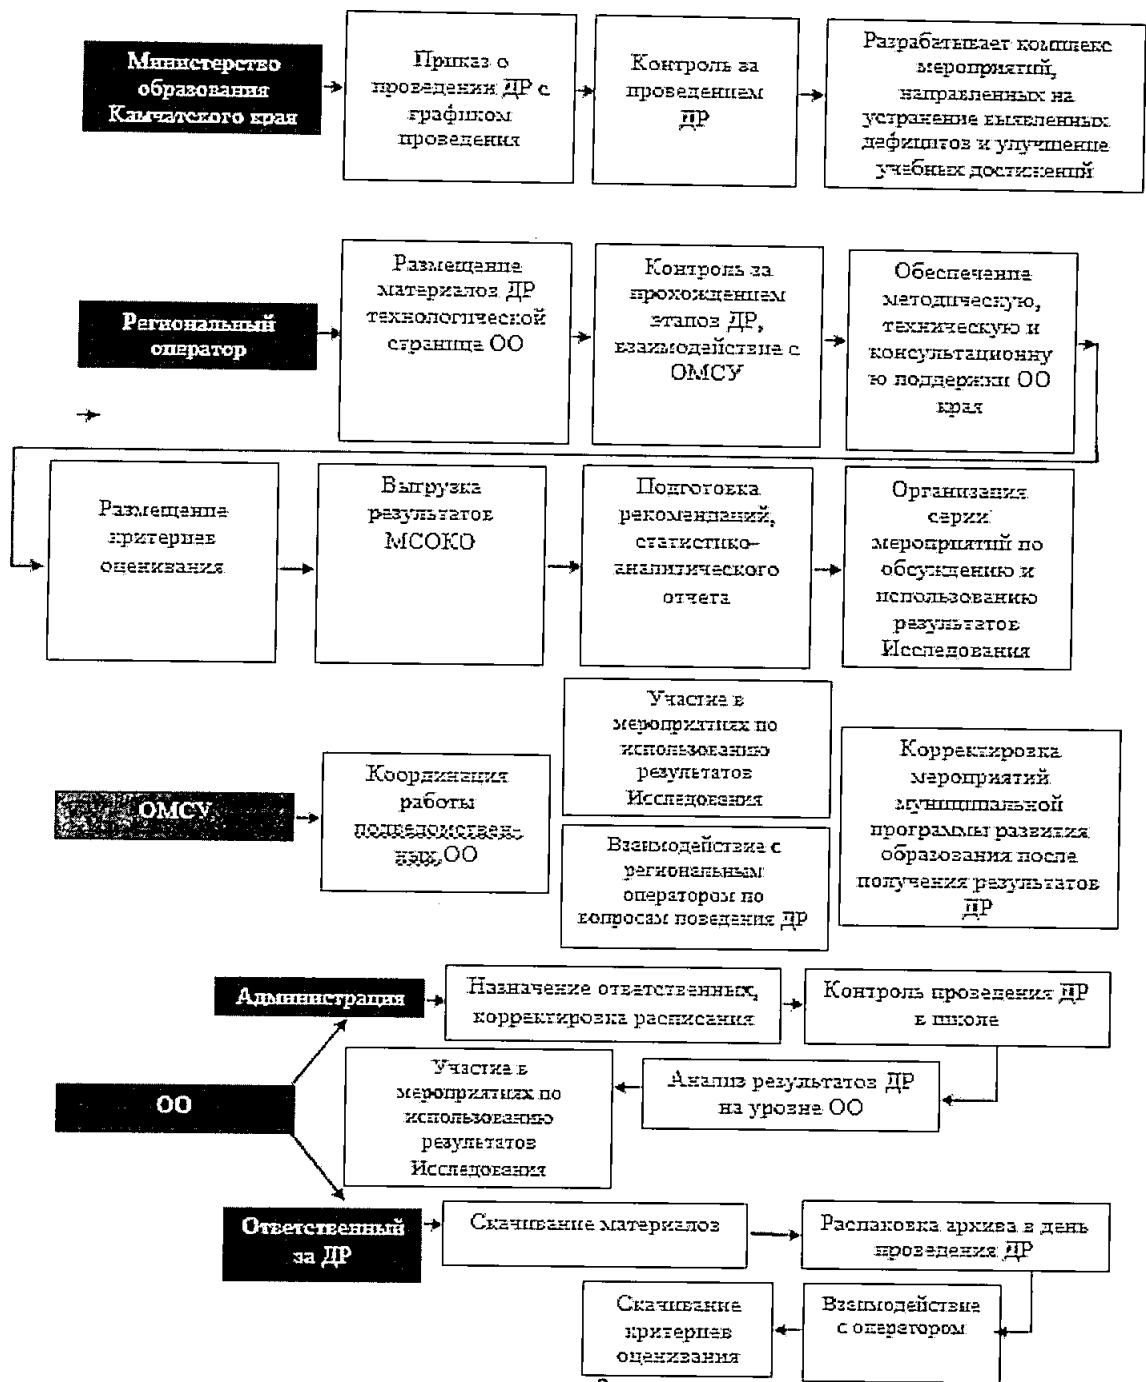 Министерство
образования
Камчатского края
Приказ о
проведении ДР с
графиком
проведения
Контроль за
проведением
ДР
Разрабатывает комплекс
мероприятий,
направленных на
устранение выявленных
дефицитов и улучшение
учебных достижений
Региональный
оператор
Размещение
материалов ДР
технологической
странице ОО
Контроль за
прохождением
этапов ДР,
взаимодействие с
ОМСУ
Обеспечение
методическую,
техническую и
консультационну
ю поддержки ОО
края
Размещение
критериев
оценивания
Выгрузка
результатов
МСОКО
Подготовка
рекомендаций,
статистико-
аналитического
отчета
Организация
серии
мероприятий по
обсуждению и
использованию
результатов
Исследования
ОМСУ
Координация
работы
подведомствен-
ных ОО
Участие в
мероприятиях по
использованию
результатов
Исследования
Взаимодействие с
региональным
оператором по
вопросам поведения ДР
Корректировка
мероприятий
муниципальной
программы развития
образования после
получения результатов
ДР
ОО
Администрация
Назначение ответственных,
корректировка расписания
Контроль проведения ДР
в школе
Анализ результатов ДР
на уровне ОО
Участие в
мероприятиях по
использованию
результатов
Исследования
Ответственный
за ДР
Скачивание материалов
Распаковка архива в день
проведения ДР
Взаимодействие
с оператором
Скачивание
критериев
оценивания